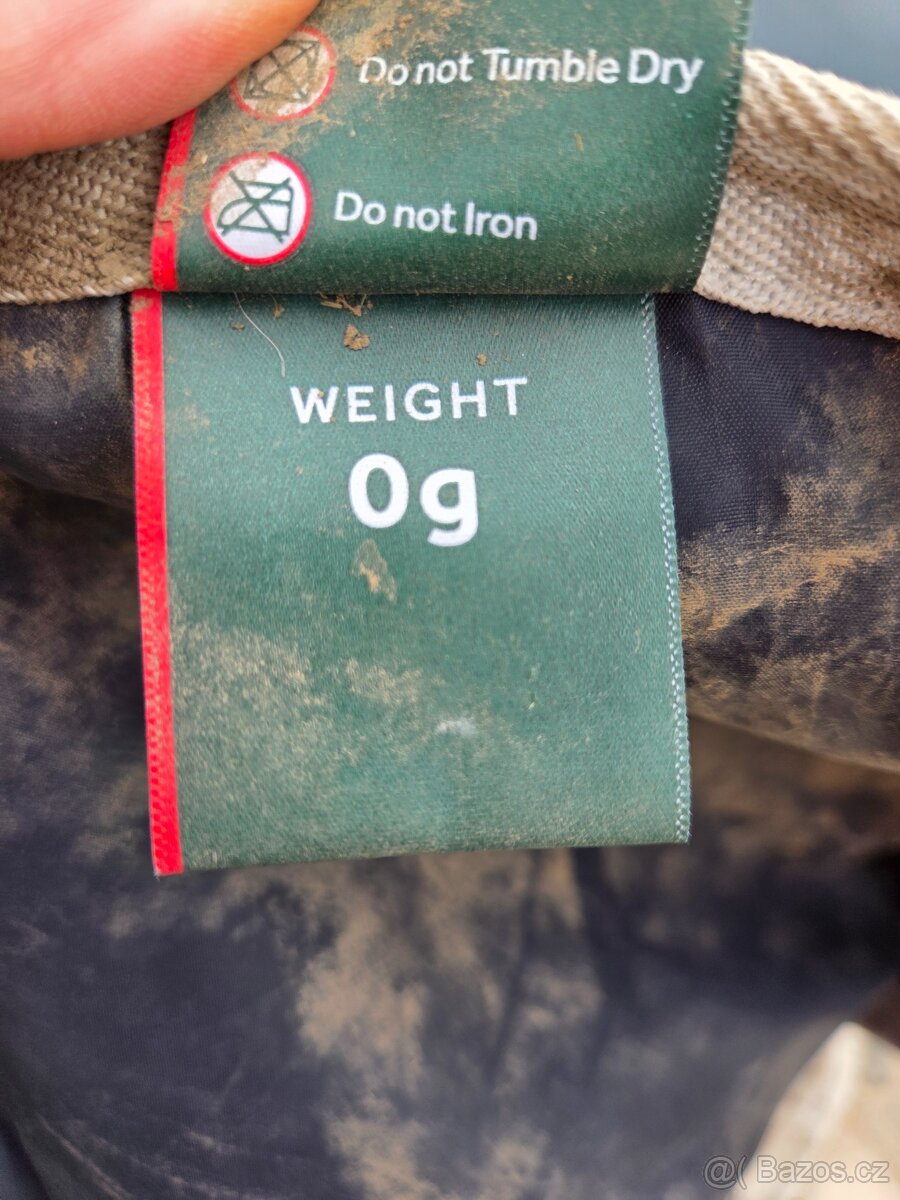 Do not Tumble Dry
Do not Iron
WEIGHT
0g
@( Bazos.cz